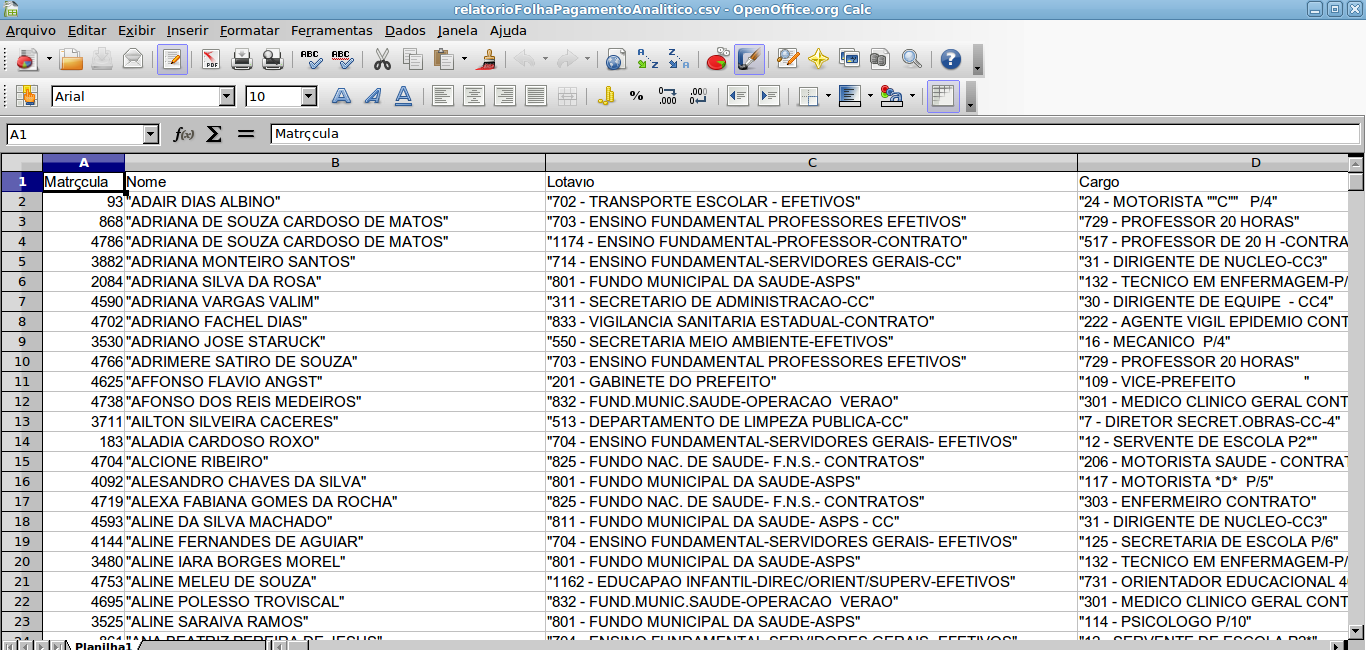 relatorioFolhaPagamentoAnalitico.csv - OpenOffice.org Calc
Arquivo Editar Exibir Inserir Formatar Ferramentas Dados Janela Ajuda
Arial 10
A1 f(x) Σ = Matrçcula
A B C D
1 Matrçcula Nome Lotavıo Cargo
2 93 "ADAIR DIAS ALBINO" "702 - TRANSPORTE ESCOLAR - EFETIVOS" "24 - MOTORISTA ""C"" P/4"
3 868 "ADRIANA DE SOUZA CARDOSO DE MATOS" "703 - ENSINO FUNDAMENTAL PROFESSORES EFETIVOS" "729 - PROFESSOR 20 HORAS"
4 4786 "ADRIANA DE SOUZA CARDOSO DE MATOS" "1174 - ENSINO FUNDAMENTAL-PROFESSOR-CONTRATO" "517 - PROFESSOR DE 20 H -CONTRA
5 3882 "ADRIANA MONTEIRO SANTOS" "714 - ENSINO FUNDAMENTAL-SERVIDORES GERAIS-CC" "31 - DIRIGENTE DE NUCLEO-CC3"
6 2084 "ADRIANA SILVA DA ROSA" "801 - FUNDO MUNICIPAL DA SAUDE-ASPS" "132 - TECNICO EM ENFERMAGEM-P/
7 4590 "ADRIANA VARGAS VALIM" "311 - SECRETARIO DE ADMINISTRACAO-CC" "30 - DIRIGENTE DE EQUIPE - CC4"
8 4702 "ADRIANO FACHEL DIAS" "833 - VIGILANCIA SANITARIA ESTADUAL-CONTRATO" "222 - AGENTE VIGIL EPIDEMIO CONT
9 3530 "ADRIANO JOSE STARUCK" "550 - SECRETARIA MEIO AMBIENTE-EFETIVOS" "16 - MECANICO P/4"
10 4766 "ADRIMERE SATIRO DE SOUZA" "703 - ENSINO FUNDAMENTAL PROFESSORES EFETIVOS" "729 - PROFESSOR 20 HORAS"
11 4625 "AFFONSO FLAVIO ANGST" "201 - GABINETE DO PREFEITO" "109 - VICE-PREFEITO "
12 4738 "AFONSO DOS REIS MEDEIROS" "832 - FUND.MUNIC.SAUDE-OPERACAO VERAO" "301 - MEDICO CLINICO GERAL CONT
13 3711 "AILTON SILVEIRA CACERES" "513 - DEPARTAMENTO DE LIMPEZA PUBLICA-CC" "7 - DIRETOR SECRET.OBRAS-CC-4"
14 183 "ALADIA CARDOSO ROXO" "704 - ENSINO FUNDAMENTAL-SERVIDORES GERAIS- EFETIVOS" "12 - SERVENTE DE ESCOLA P2*"
15 4704 "ALCIONE RIBEIRO" "825 - FUNDO NAC. DE SAUDE- F.N.S.- CONTRATOS" "206 - MOTORISTA SAUDE - CONTRAT
16 4092 "ALESANDRO CHAVES DA SILVA" "801 - FUNDO MUNICIPAL DA SAUDE-ASPS" "117 - MOTORISTA *D* P/5"
17 4719 "ALEXA FABIANA GOMES DA ROCHA" "825 - FUNDO NAC. DE SAUDE- F.N.S.- CONTRATOS" "303 - ENFERMEIRO CONTRATO"
18 4593 "ALINE DA SILVA MACHADO" "811 - FUNDO MUNICIPAL DA SAUDE- ASPS - CC" "31 - DIRIGENTE DE NUCLEO-CC3"
19 4144 "ALINE FERNANDES DE AGUIAR" "704 - ENSINO FUNDAMENTAL-SERVIDORES GERAIS- EFETIVOS" "125 - SECRETARIA DE ESCOLA P/6"
20 3480 "ALINE IARA BORGES MOREL" "801 - FUNDO MUNICIPAL DA SAUDE-ASPS" "132 - TECNICO EM ENFERMAGEM-P/
21 4753 "ALINE MELEU DE SOUZA" "1162 - EDUCAPAO INFANTIL-DIREC/ORIENT/SUPERV-EFETIVOS" "731 - ORIENTADOR EDUCACIONAL 4
22 4695 "ALINE POLESSO TROVISCAL" "832 - FUND.MUNIC.SAUDE-OPERACAO VERAO" "301 - MEDICO CLINICO GERAL CONT
23 3525 "ALINE SARAIVA RAMOS" "801 - FUNDO MUNICIPAL DA SAUDE-ASPS" "114 - PSICOLOGO P/10"
24 861 "ANA BEATRIZ PEREIRA DE JESUS" "704 - ENSINO FUNDAMENTAL-SERVIDORES GERAIS- EFETIVOS" "12 - SERVENTE DE ESCOLA P2*"
Planilha1